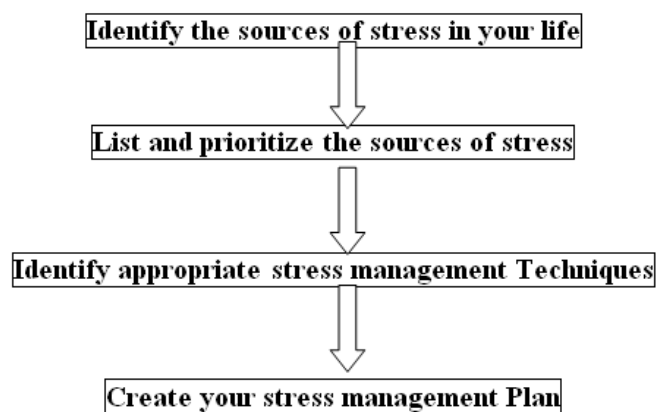 Identify the sources of stress in your life
List and prioritize the sources of stress
Identify appropriate stress management Techniques
Create your stress management Plan